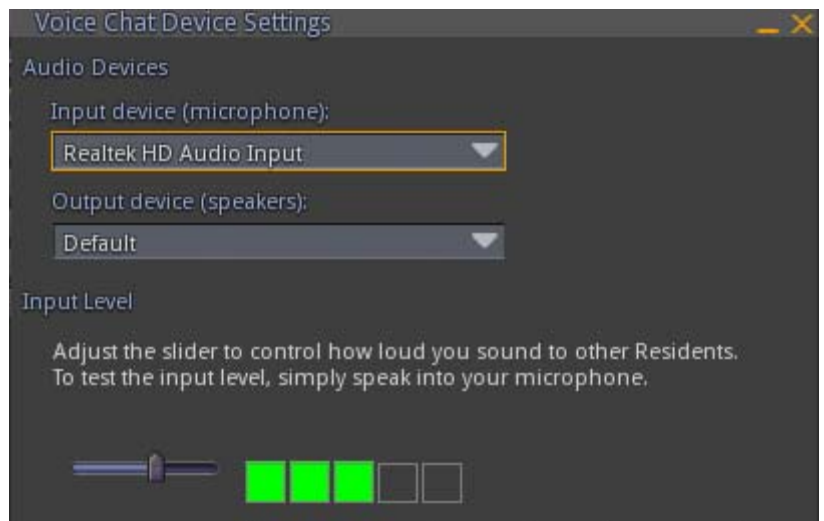 Voice Chat Device Settings
Audio Devices
Input device (microphone):
Realtek HD Audio Input
Output device (speakers):
Default
Input Level
Adjust the slider to control how loud you sound to other Residents.
To test the input level, simply speak into your microphone.